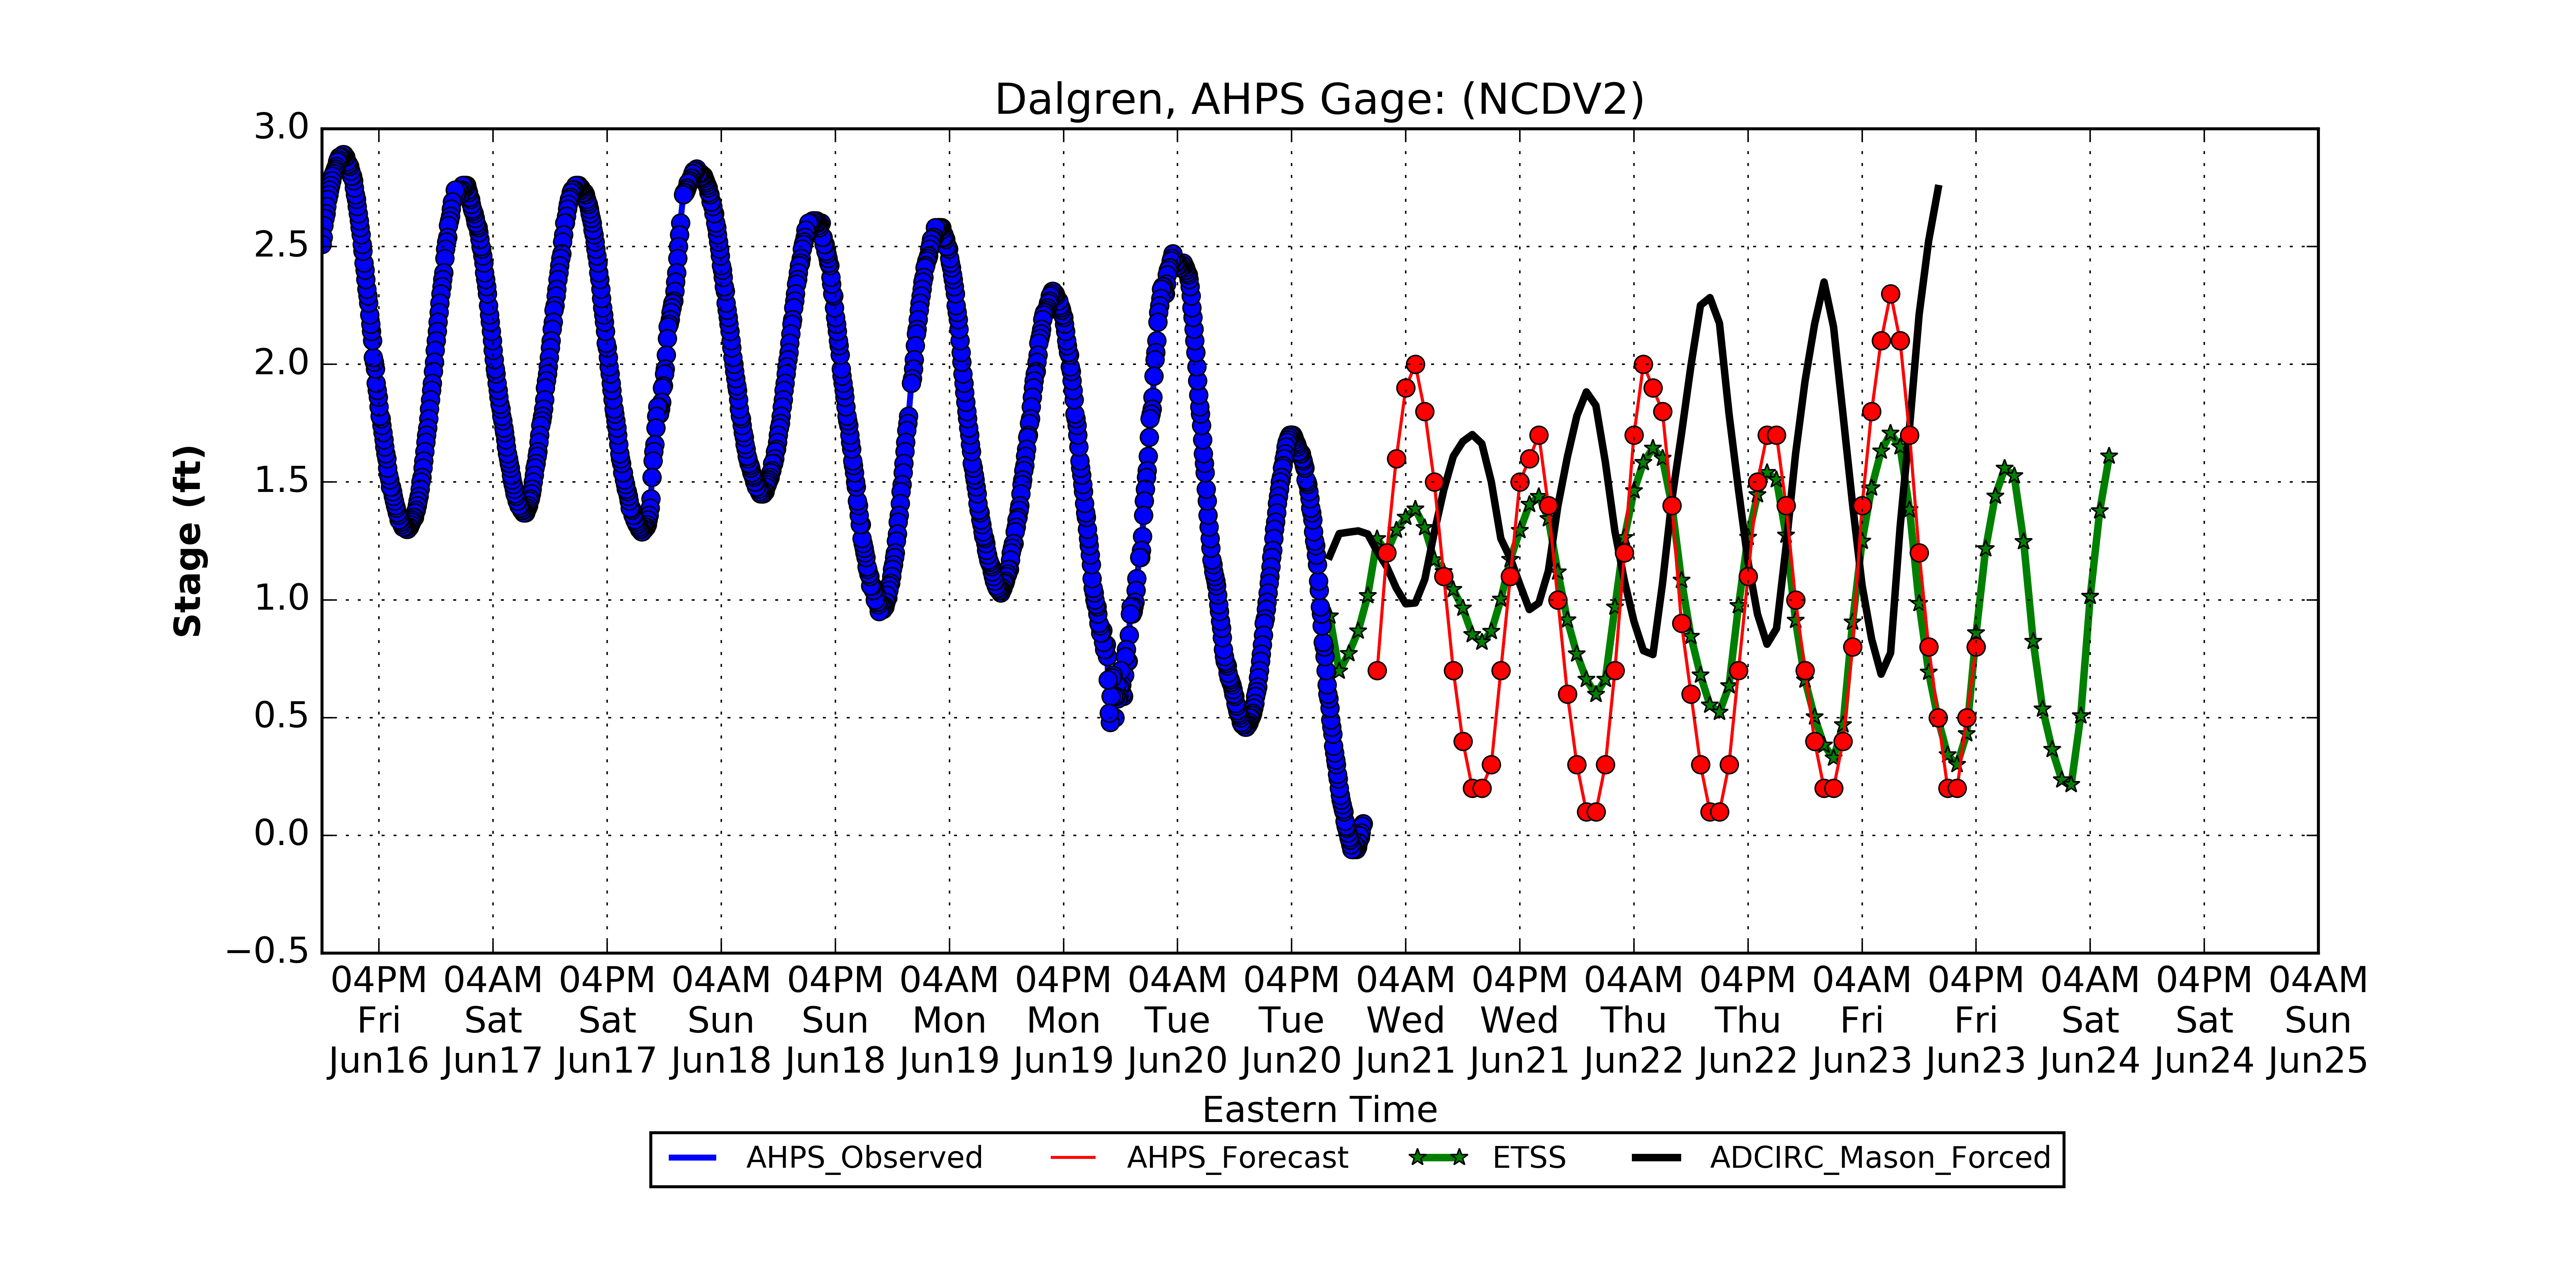 Dalgren, AHPS Gage: (NCDV2)
3.0
2.5
2.0
1.5
1.0
0.5
0.0
−0.5
Stage (ft)
04PM 04AM 04PM 04AM 04PM 04AM 04PM 04AM 04PM 04AM 04PM 04AM 04PM 04AM 04PM 04AM 04PM 04AM
Fri Sat Sat Sun Sun Mon Mon Tue Tue Wed Wed Thu Thu Fri Fri Sat Sat Sun
Jun16 Jun17 Jun17 Jun18 Jun18 Jun19 Jun19 Jun20 Jun20 Jun21 Jun21 Jun22 Jun22 Jun23 Jun23 Jun24 Jun24 Jun25
Eastern Time
AHPS_Observed AHPS_Forecast ETSS ADCIRC_Mason_Forced